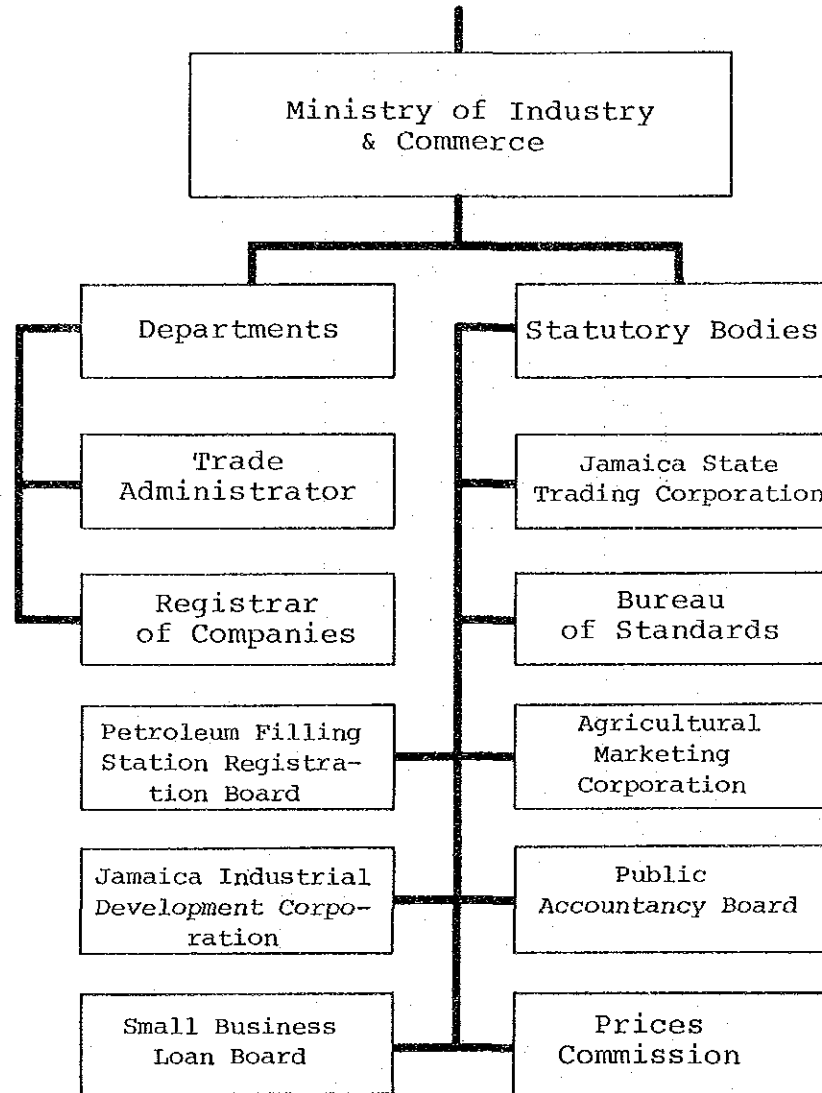 Ministry of Industry
& Commerce
Departments
Statutory Bodies
Trade
Administrator
Jamaica State
Trading Corporation
Registrar
of Companies
Bureau
of Standards
Petroleum Filling
Station Registra-
tion Board
Agricultural
Marketing
Corporation
Jamaica Industrial
Development Corpo-
ration
Public
Accountancy Board
Small Business
Loan Board
Prices
Commission